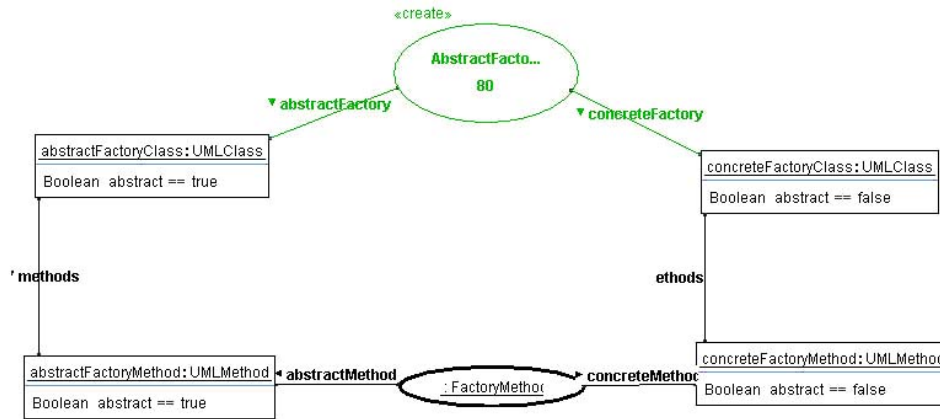 «create»
AbstractFacto...
80
▼ abstractFactory
▼ concreteFactory
abstractFactoryClass:UMLClass
Boolean abstract == true
concreteFactoryClass:UMLClass
Boolean abstract == false
methods
ethods
abstractFactoryMethod:UMLMethod
Boolean abstract == true
◄ abstractMethod
: FactoryMethod
► concreteMethod
concreteFactoryMethod:UMLMethod
Boolean abstract == false